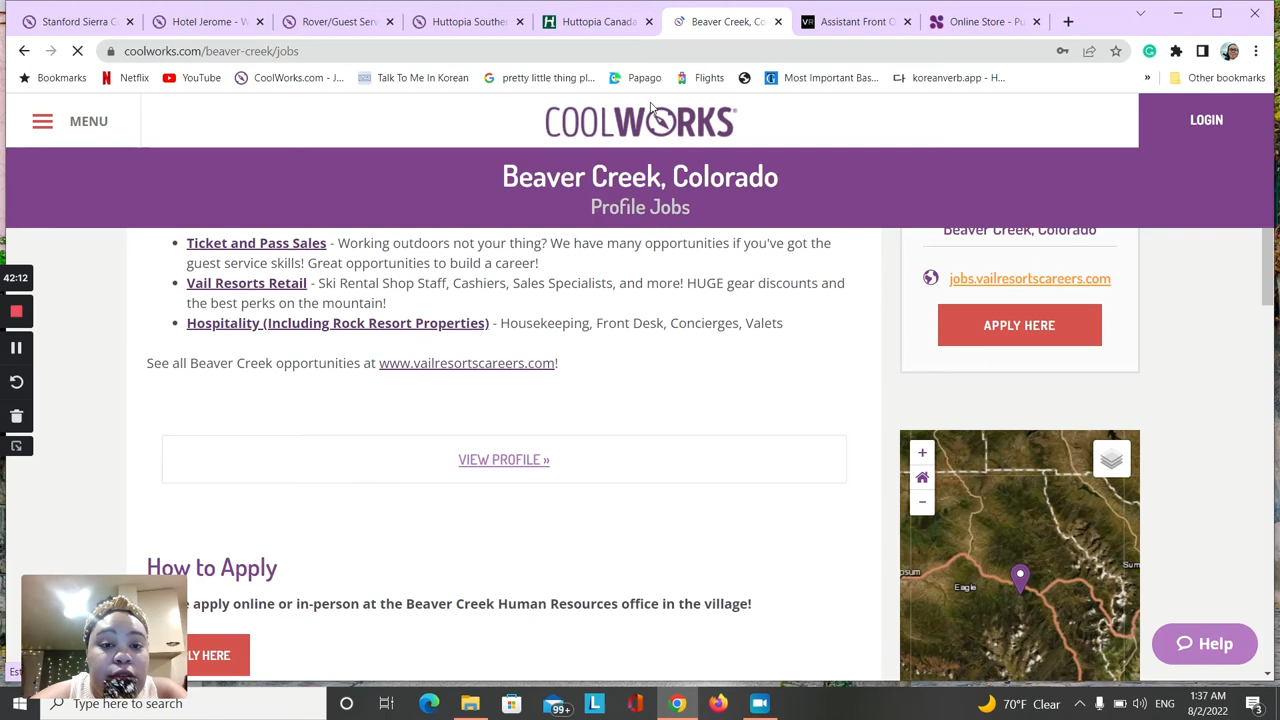 Stanford Sierra C
Hotel Jerome - W
Rover/Guest Serv
Huttopia Souther
Huttopia Canada
Beaver Creek, Co
Assistant Front O
Online Store - Pu
coolworks.com/beaver-creek/jobs
Bookmarks
Netflix
YouTube
CoolWorks.com - J...
Talk To Me In Korean
pretty little thing pl...
Papago
Flights
Most Important Bas...
koreanverb.app - K...
»
Other bookmarks
MENU
COOLWORKS®
LOGIN
Beaver Creek, Colorado
Profile Jobs
Ticket and Pass Sales - Working outdoors not your thing? We have many opportunities if you've got the
guest service skills! Great opportunities to build a career!
Vail Resorts Retail - Ski Rental Shop Staff, Cashiers, Sales Specialists, and more! HUGE gear discounts and
the best perks on the mountain!
Hospitality (Including Rock Resort Properties) - Housekeeping, Front Desk, Concierges, Valets
See all Beaver Creek opportunities at www.vailresortscareers.com!
VIEW PROFILE »
How to Apply
apply online or in-person at the Beaver Creek Human Resources office in the village!
LY HERE
Beaver Creek, Colorado
jobs.vailresortscareers.com
APPLY HERE
+
−
psum
Eagle
Sum
Help
42:12
Est
Type here to search
99+
70°F Clear
ENG
1:37 AM
8/2/2022
3